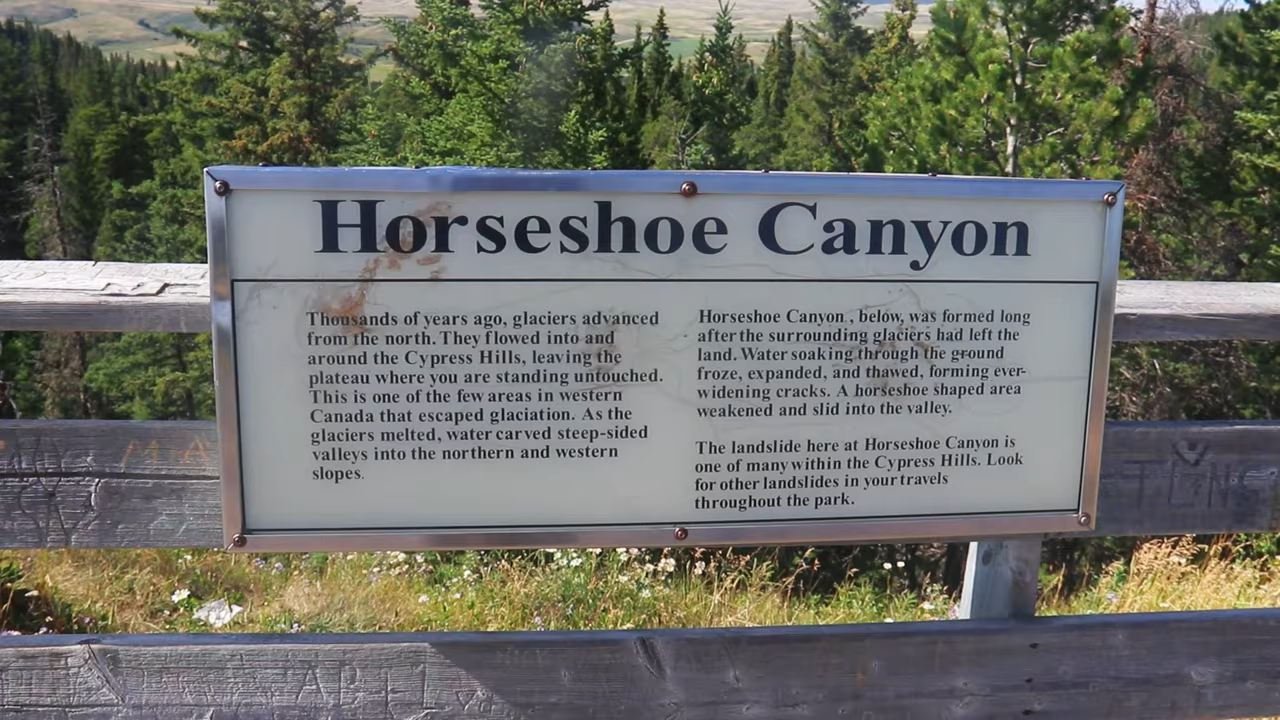 Horseshoe Canyon
Thousands of years ago, glaciers advanced
from the north. They flowed into and
around the Cypress Hills, leaving the
plateau where you are standing untouched.
This is one of the few areas in western
Canada that escaped glaciation. As the
glaciers melted, water carved steep-sided
valleys into the northern and western
slopes.
Horseshoe Canyon , below, was formed long
after the surrounding glaciers had left the
land. Water soaking through the ground
froze, expanded, and thawed, forming ever-
widening cracks. A horseshoe shaped area
weakened and slid into the valley.
The landslide here at Horseshoe Canyon is
one of many within the Cypress Hills. Look
for other landslides in your travels
throughout the park.